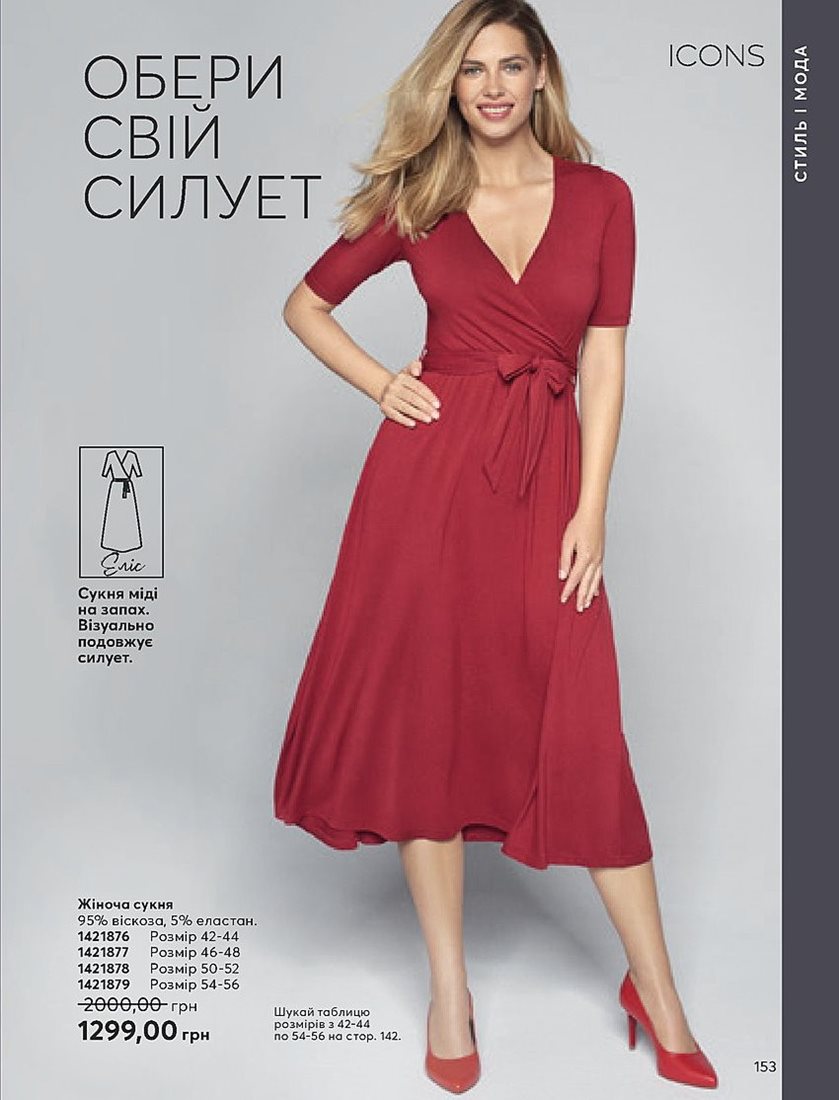 ОБЕРИ
СВІЙ
СИЛУЕТ
ICONS
СТИЛЬ І МОДА
Еліс
Сукня міді
на запах.
Візуально
подовжує
силует.
Жіноча сукня
95% віскоза, 5% еластан.
1421876 Розмір 42-44
1421877 Розмір 46-48
1421878 Розмір 50-52
1421879 Розмір 54-56
2000,00 грн
1299,00 грн
Шукай таблицю
розмірів з 42-44
по 54-56 на стор. 142.
153